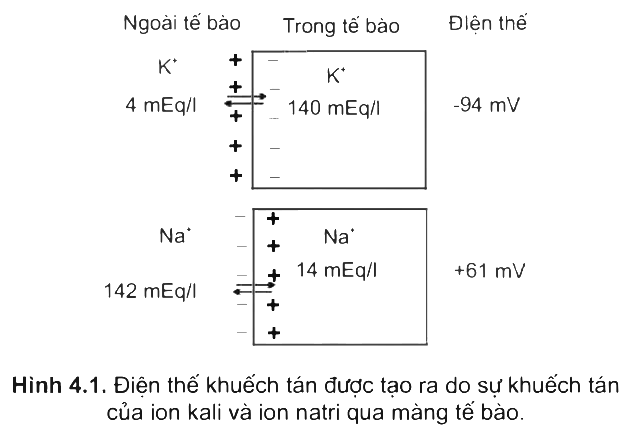 Ngoài tế bào Trong tế bào Điện thế
K⁺ K⁺
4 mEq/l 140 mEq/l -94 mV
Na⁺ Na⁺
142 mEq/l 14 mEq/l +61 mV
Hình 4.1. Điện thế khuếch tán được tạo ra do sự khuếch tán
của ion kali và ion natri qua màng tế bào.